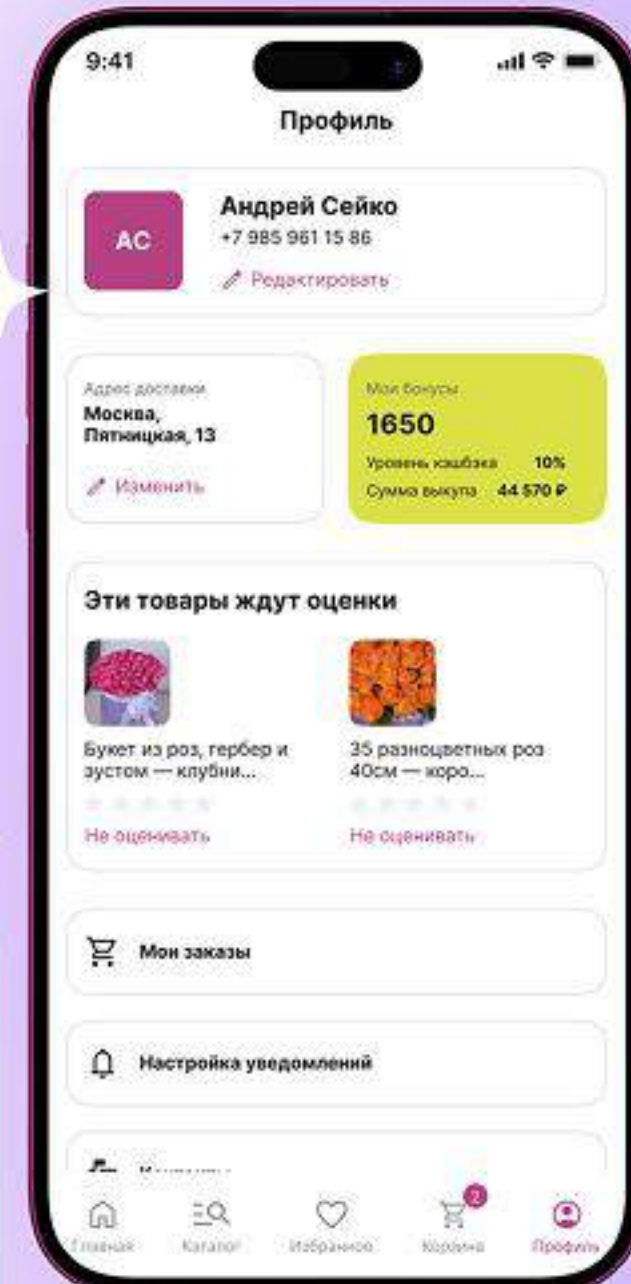 9:41
Профиль
АС
Андрей Сейко
+7 985 961 15 86
Редактировать
Адрес доставки
Москва,
Пятницкая, 13
Изменить
Мои бонусы
1650
Уровень кэшбэка 10%
Сумма выкупа 44 570 ₽
Эти товары ждут оценки
Букет из роз, гербер и
эустом — клубни...
Не оценивать
35 разноцветных роз
40см — коро...
Не оценивать
Мои заказы
Настройка уведомлений
2
Главная Каталог Избранное Корзина Профиль